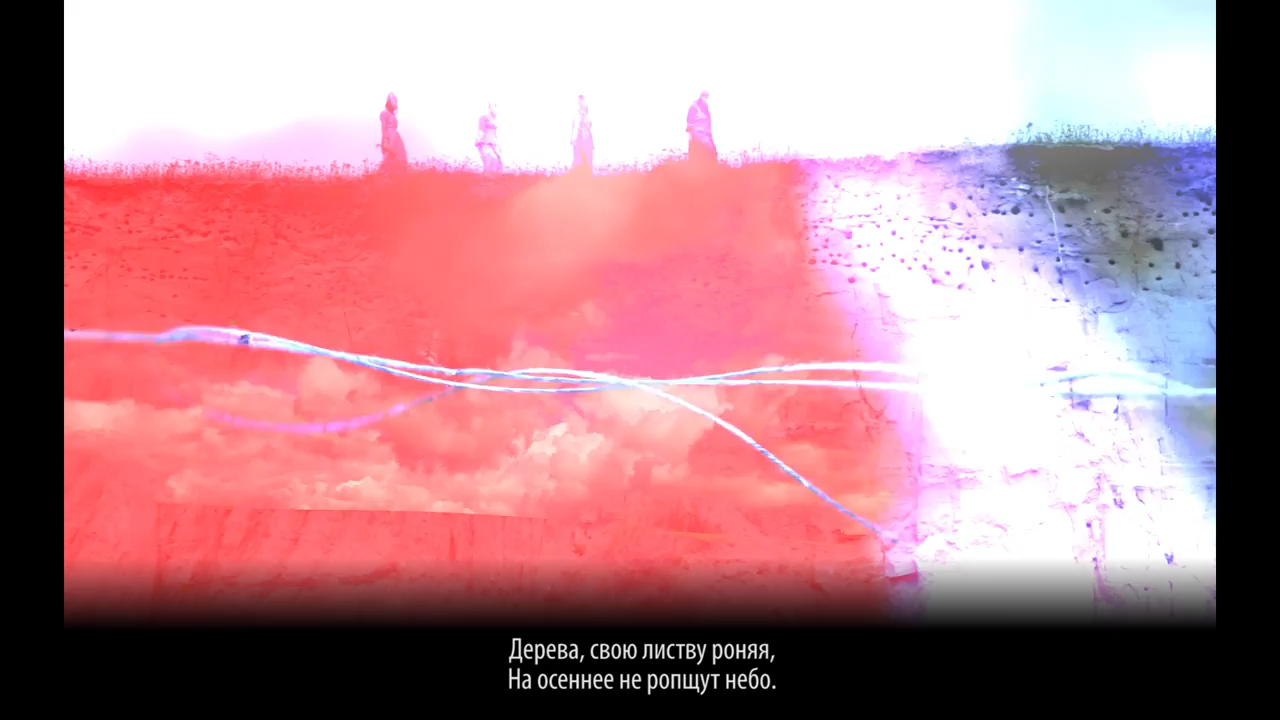 Дерева, свою листву роняя,
На осеннее не ропщут небо.